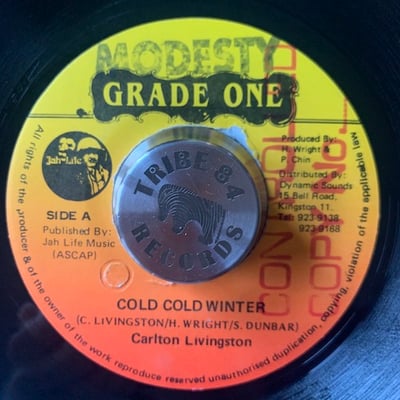 MODESTY
GRADE ONE
Jah Life
SIDE A
Published By:
Jah Life Music
(ASCAP)
TRIBE 84
RECORDS
Produced By:
H. Wright &
P. Chin
Distributed By:
Dynamic Sounds
15 Bell Road,
Kingston 11.
Tel: 923-9138
923-9168
COLD COLD WINTER
(C. LIVINGSTON/H. WRIGHT/S. DUNBAR)
Carlton Livingston
All rights of the producer & of the owner of the work reproduce reserved unauthorised duplication, copying, violation of the applicable law